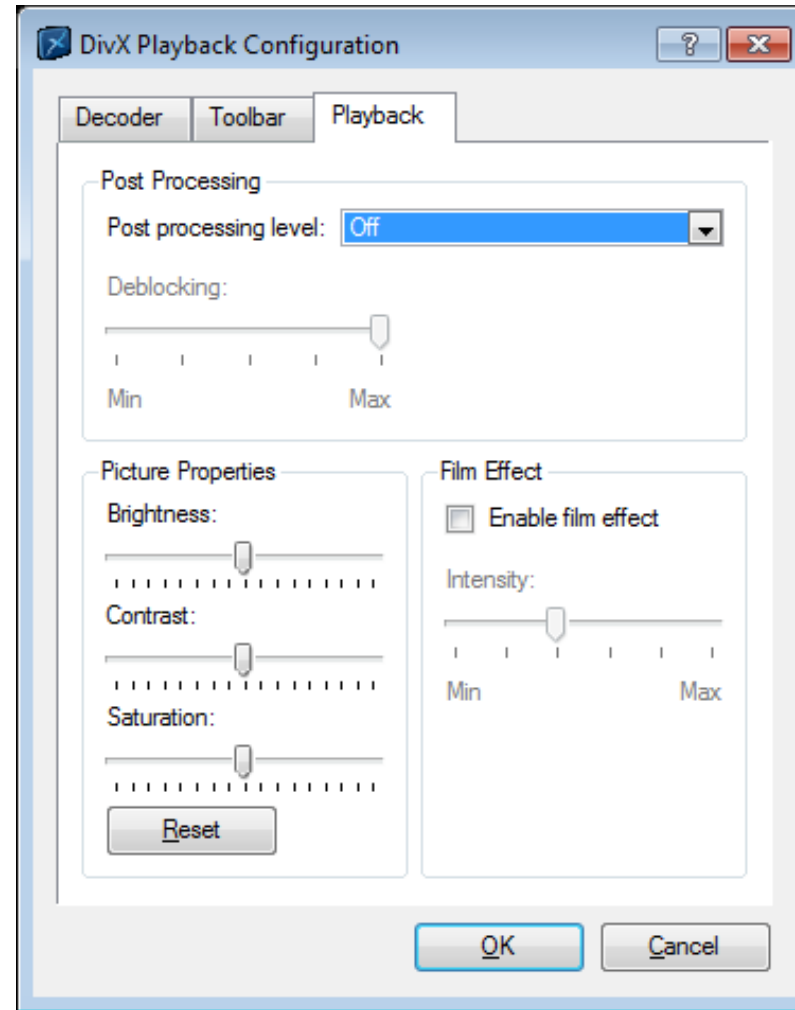 DivX Playback Configuration
?
Decoder Toolbar Playback
Post Processing
Post processing level: Off
Deblocking:
Min Max
Picture Properties
Brightness:
Contrast:
Saturation:
Reset
Film Effect
Enable film effect
Intensity:
Min Max
OK Cancel